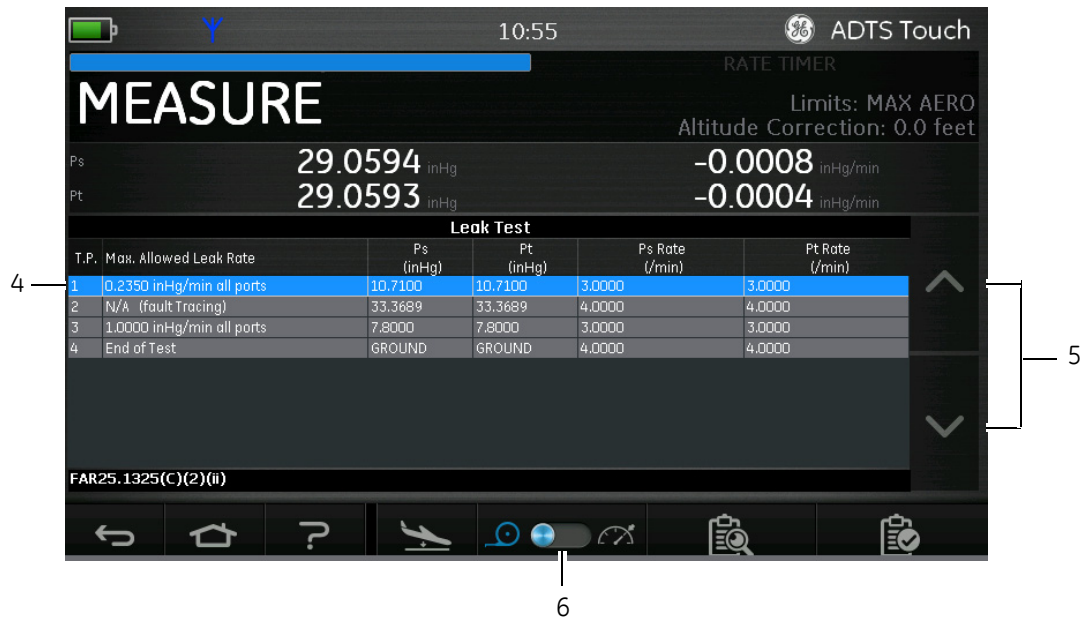 10:55
ADTS Touch
RATE TIMER
MEASURE
Limits: MAX AERO
Altitude Correction: 0.0 feet
Ps 29.0594 inHg -0.0008 inHg/min
Pt 29.0593 inHg -0.0004 inHg/min
Leak Test
T.P. Max. Allowed Leak Rate Ps (inHg) Pt (inHg) Ps Rate (/min) Pt Rate (/min)
1 0.2350 inHg/min all ports 10.7100 10.7100 3.0000 3.0000
2 N/A (fault Tracing) 33.3689 33.3689 4.0000 4.0000
3 1.0000 inHg/min all ports 7.8000 7.8000 3.0000 3.0000
4 End of Test GROUND GROUND 4.0000 4.0000
FAR25.1325(C)(2)(ii)
?
4
5
6